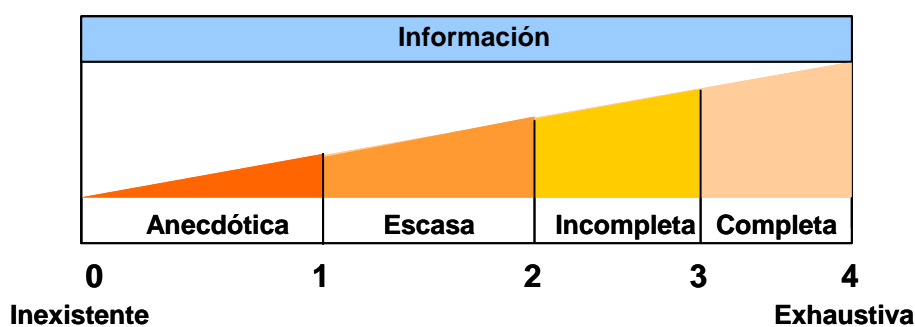 Información
Anecdótica Escasa Incompleta Completa
0 1 2 3 4
Inexistente Exhaustiva